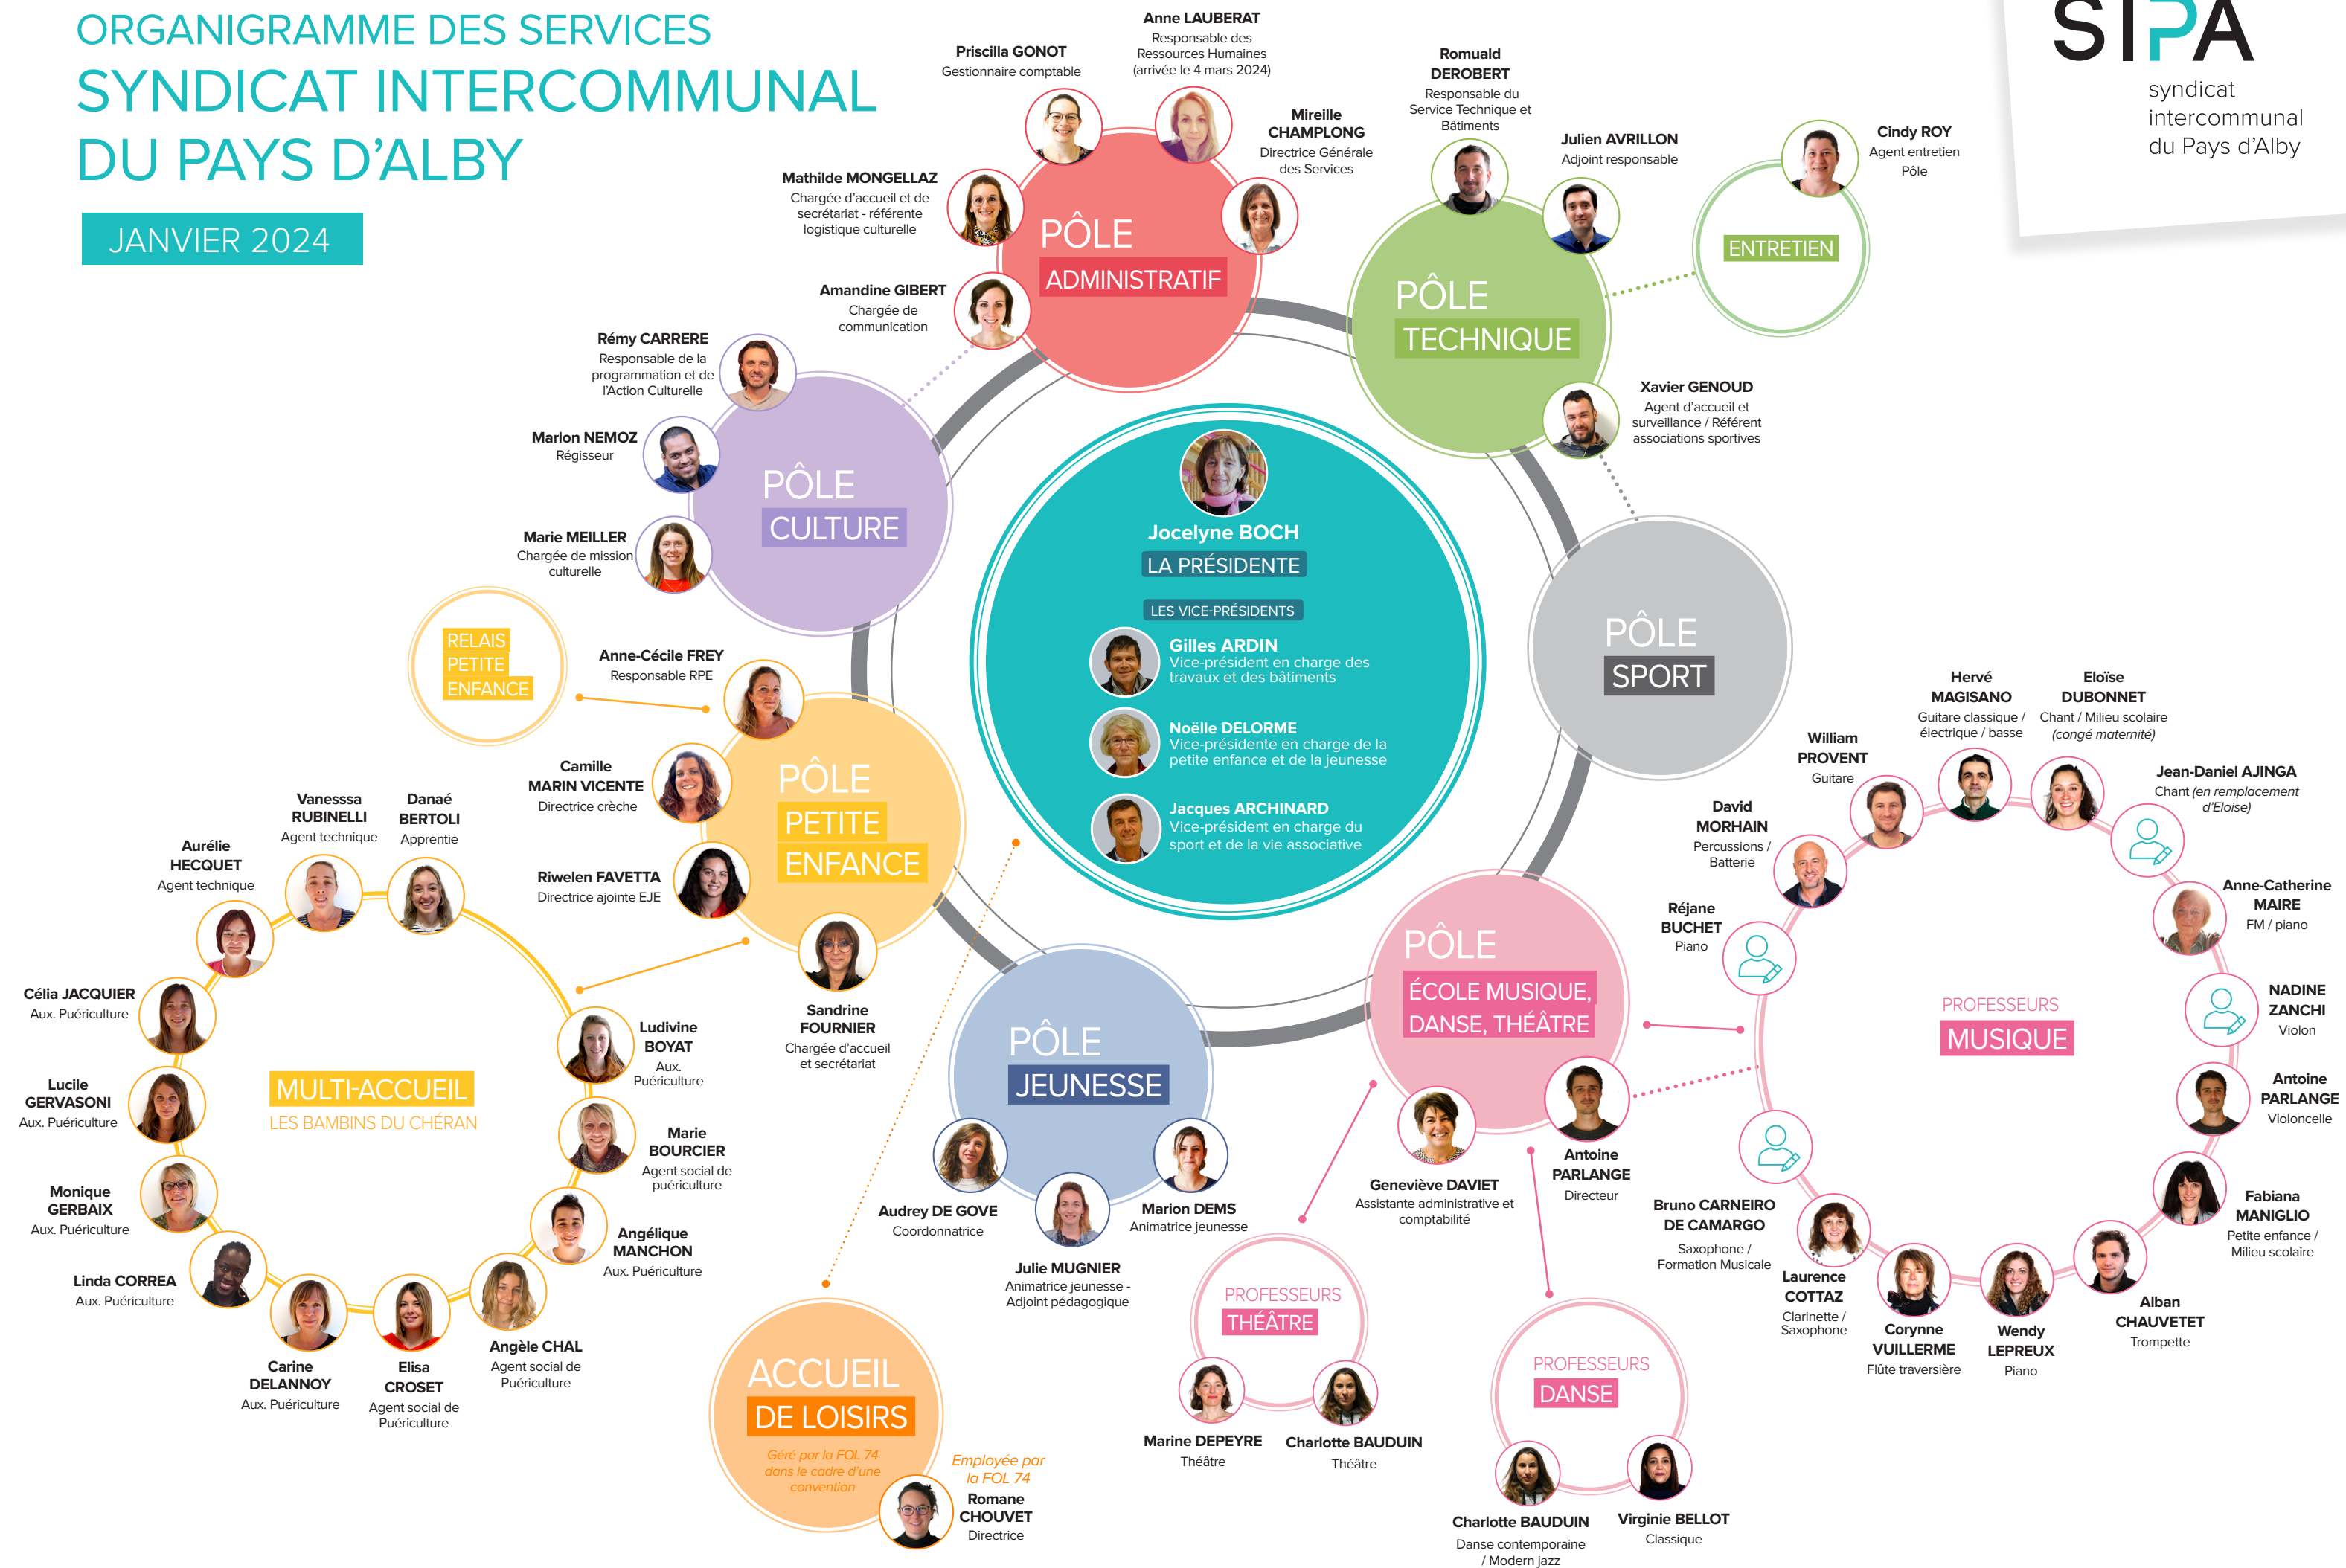 ORGANIGRAMME DES SERVICES
SYNDICAT INTERCOMMUNAL
DU PAYS D’ALBY
JANVIER 2024
SIPA
syndicat
intercommunal
du Pays d’Alby
Priscilla GONOT
Gestionnaire comptable
Anne LAUBERAT
Responsable des
Ressources Humaines
(arrivée le 4 mars 2024)
Mireille
CHAMPLONG
Directrice Générale
des Services
Mathilde MONGELLAZ
Chargée d’accueil et de
secrétariat - référente
logistique culturelle
Amandine GIBERT
Chargée de
communication
PÔLE
ADMINISTRATIF
Romuald
DEROBERT
Responsable du
Service Technique et
Bâtiments
Julien AVRILLON
Adjoint responsable
PÔLE
TECHNIQUE
Cindy ROY
Agent entretien
Pôle
ENTRETIEN
Xavier GENOUD
Agent d’accueil et
surveillance / Référent
associations sportives
Rémy CARRERE
Responsable de la
programmation et de
l’Action Culturelle
Marlon NEMOZ
Régisseur
Marie MEILLER
Chargée de mission
culturelle
PÔLE
CULTURE
Jocelyne BOCH
LA PRÉSIDENTE
LES VICE-PRÉSIDENTS
Gilles ARDIN
Vice-président en charge des
travaux et des bâtiments
Noëlle DELORME
Vice-présidente en charge de la
petite enfance et de la jeunesse
Jacques ARCHINARD
Vice-président en charge du
sport et de la vie associative
PÔLE
SPORT
RELAIS
PETITE
ENFANCE
Anne-Cécile FREY
Responsable RPE
Camille
MARIN VICENTE
Directrice crèche
Riwelen FAVETTA
Directrice ajointe EJE
Sandrine
FOURNIER
Chargée d’accueil
et secrétariat
PÔLE
PETITE
ENFANCE
Vanesssa
RUBINELLI
Agent technique
Danaé
BERTOLI
Apprentie
Aurélie
HECQUET
Agent technique
Célia JACQUIER
Aux. Puériculture
Lucile
GERVASONI
Aux. Puériculture
Monique
GERBAIX
Aux. Puériculture
Linda CORREA
Aux. Puériculture
Carine
DELANNOY
Aux. Puériculture
Elisa
CROSET
Agent social de
Puériculture
Angèle CHAL
Agent social de
Puériculture
Angélique
MANCHON
Aux. Puériculture
Marie
BOURCIER
Agent social de
puériculture
Ludivine
BOYAT
Aux.
Puériculture
MULTI-ACCUEIL
LES BAMBINS DU CHÉRAN
PÔLE
JEUNESSE
Audrey DE GOVE
Coordonnatrice
Julie MUGNIER
Animatrice jeunesse -
Adjoint pédagogique
Marion DEMS
Animatrice jeunesse
ACCUEIL
DE LOISIRS
Géré par la FOL 74
dans le cadre d’une
convention
Employée par
la FOL 74
Romane
CHOUVET
Directrice
PÔLE
ÉCOLE MUSIQUE,
DANSE, THÉÂTRE
Geneviève DAVIET
Assistante administrative et
comptabilité
Antoine
PARLANGE
Directeur
PROFESSEURS
THÉÂTRE
Marine DEPEYRE
Théâtre
Charlotte BAUDUIN
Théâtre
PROFESSEURS
DANSE
Charlotte BAUDUIN
Danse contemporaine
/ Modern jazz
Virginie BELLOT
Classique
PROFESSEURS
MUSIQUE
Réjane
BUCHET
Piano
David
MORHAIN
Percussions /
Batterie
William
PROVENT
Guitare
Hervé
MAGISANO
Guitare classique /
électrique / basse
Eloïse
DUBONNET
Chant / Milieu scolaire
(congé maternité)
Jean-Daniel AJINGA
Chant (en remplacement
d’Eloise)
Anne-Catherine
MAIRE
FM / piano
NADINE
ZANCHI
Violon
Antoine
PARLANGE
Violoncelle
Fabiana
MANIGLIO
Petite enfance /
Milieu scolaire
Alban
CHAUVETET
Trompette
Wendy
LEPREUX
Piano
Corynne
VUILLERME
Flûte traversière
Laurence
COTTAZ
Clarinette /
Saxophone
Bruno CARNEIRO
DE CAMARGO
Saxophone /
Formation Musicale